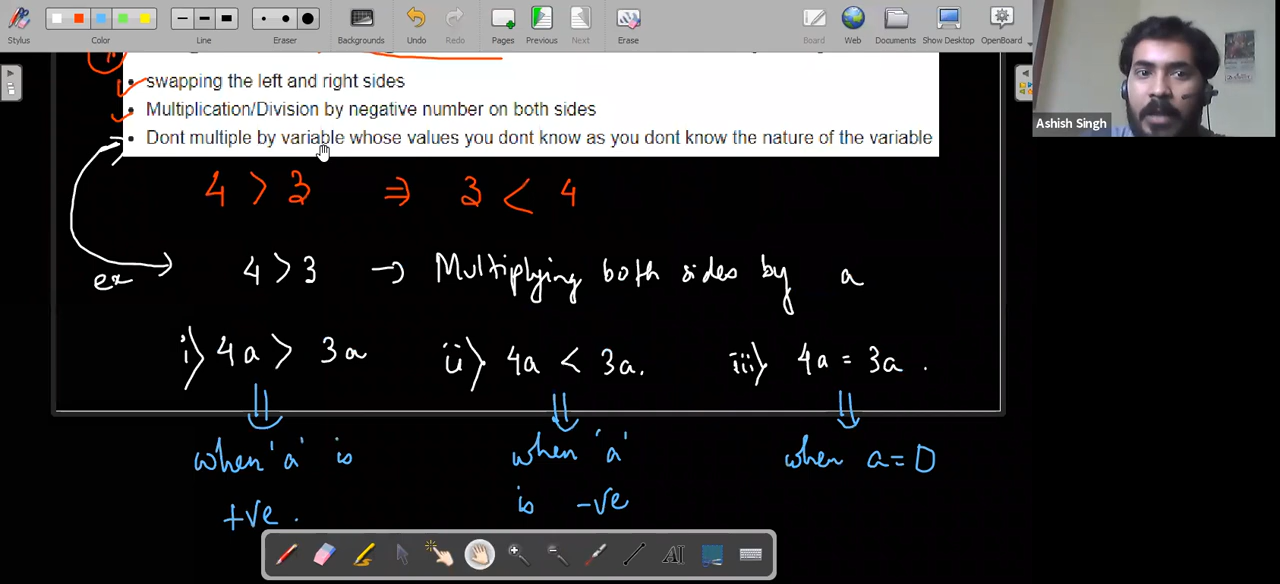 Stylus Color Line Eraser Backgrounds Undo Redo Pages Previous Next Erase Board Web Documents Show Desktop OpenBoard
swapping the left and right sides
Multiplication/Division by negative number on both sides
Dont multiple by variable whose values you dont know as you dont know the nature of the variable
Ashish Singh
4 > 3 ⇒ 3 < 4
ex 4 > 3 → Multiplying both sides by a
i) 4a > 3a ii) 4a < 3a. iii) 4a = 3a.
when 'a' is +ve.
when 'a' is -ve
when a = 0
AI